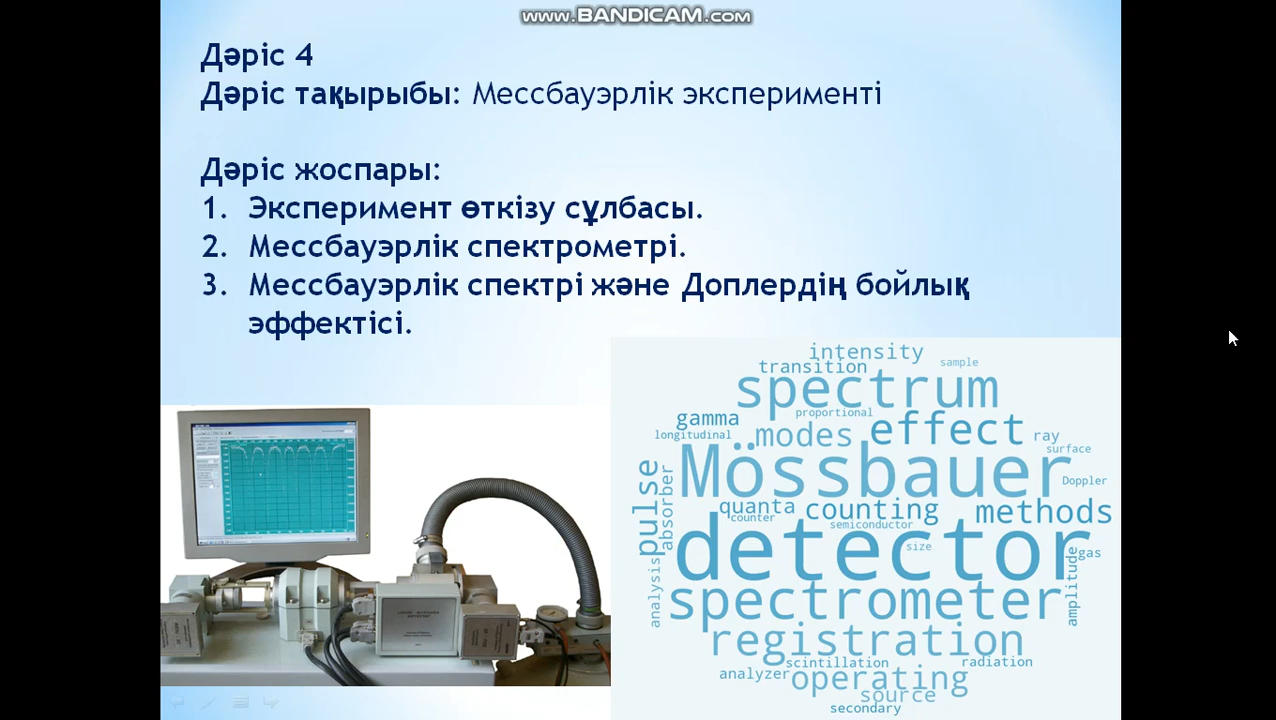 www.BANDICAM.com
Дәріс 4
Дәріс тақырыбы: Мессбауэрлік эксперименті
Дәріс жоспары:
1. Эксперимент өткізу сұлбасы.
2. Мессбауэрлік спектрометрі.
3. Мессбауэрлік спектрі және Доплердің бойлық
эффектісі.
intensity
transition
sample
spectrum
proportional
gamma
longitudinal
modes
effect
ray
surface
Mössbauer
Doppler
pulse
absorber
quanta
counter
counting
semiconductor
methods
detector
size
gas
amplitude
analysis
spectrometer
registration
scintillation
radiation
analyzer
operating
source
secondary